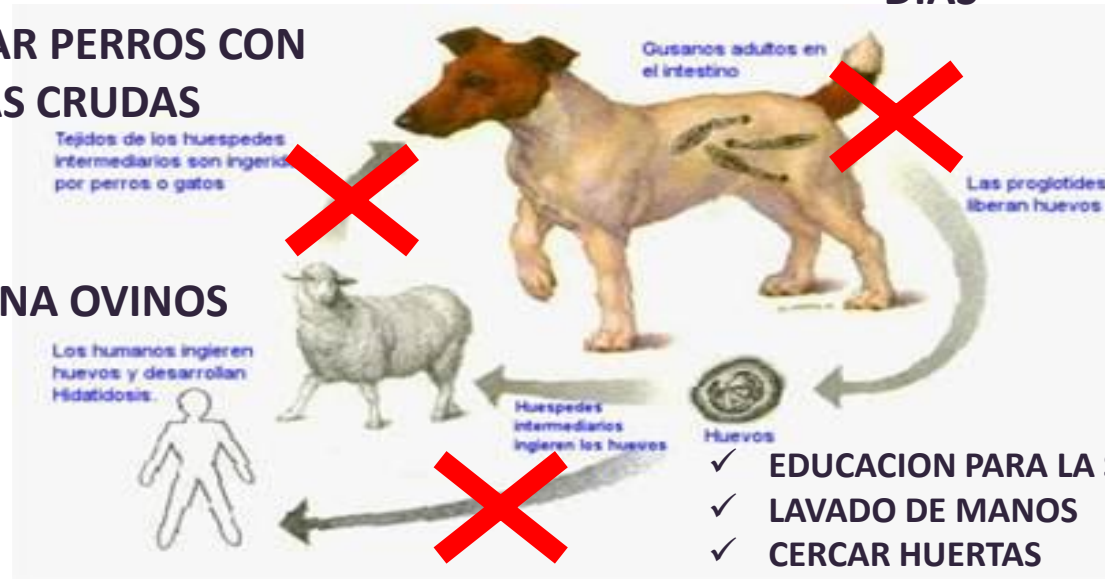 DIAS
AR PERROS CON
AS CRUDAS
Gusanos adultos en
el intestino
Tejidos de los huespedes
intermediarios son ingerid
por perros o gatos
Las proglotides
liberan huevos
NA OVINOS
Los humanos ingieren
huevos y desarrollan
Hidatidosis.
Huespedes
intermediarios
ingieren los huevos
Huevos
✓ EDUCACION PARA LA
✓ LAVADO DE MANOS
✓ CERCAR HUERTAS